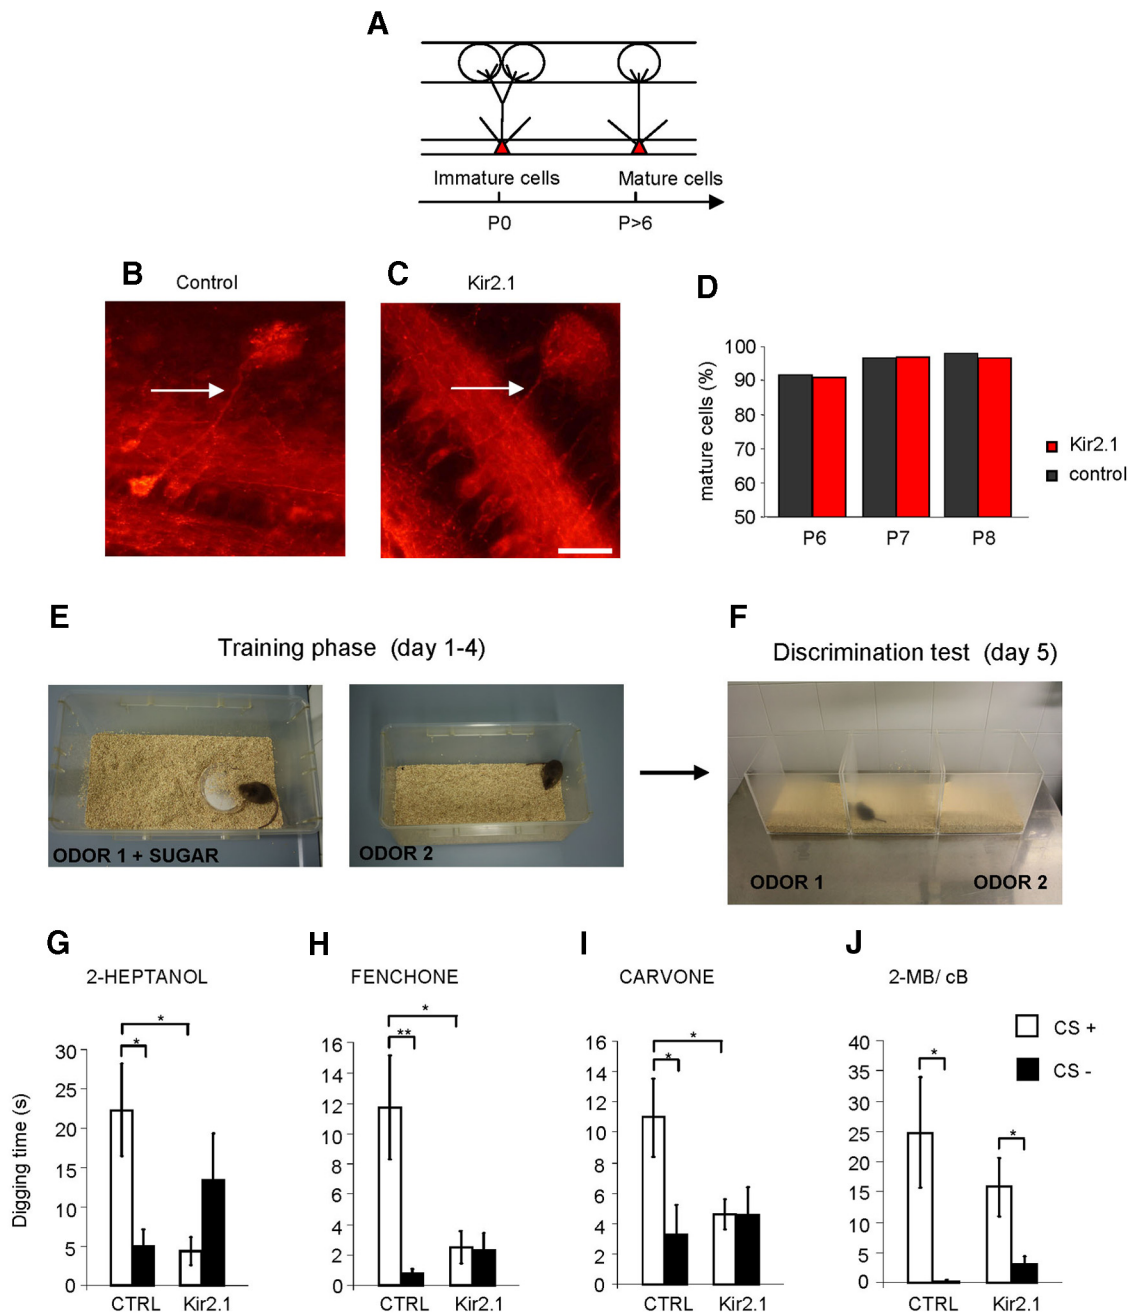 A
Immature cells Mature cells
P0 P>6
B Control
C Kir2.1
D
mature cells (%)
100
90
80
70
60
50
P6 P7 P8
Kir2.1
control
E
Training phase (day 1-4)
ODOR 1 + SUGAR
ODOR 2
F
Discrimination test (day 5)
ODOR 1 ODOR 2
G
2-HEPTANOL
* 
*
Digging time (s)
30
25
20
15
10
5
0
CTRL Kir2.1
H
FENCHONE
*
**
16
14
12
10
8
6
4
2
0
CTRL Kir2.1
I
CARVONE
*
*
16
14
12
10
8
6
4
2
0
CTRL Kir2.1
J
2-MB/ cB
*
*
40
35
30
25
20
15
10
5
0
CTRL Kir2.1
CS +
CS -